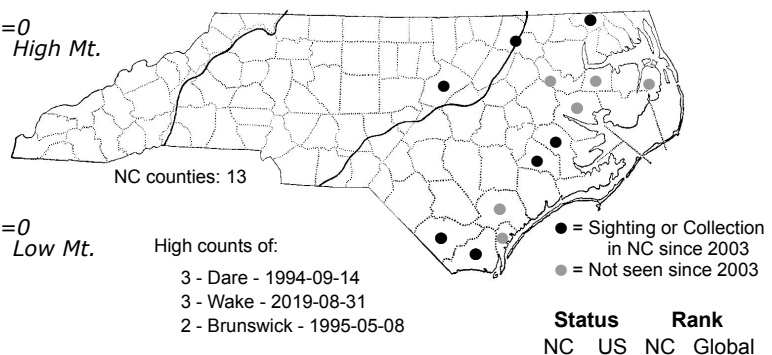 =0
High Mt.
NC counties: 13
=0
Low Mt.
High counts of:
3 - Dare - 1994-09-14
3 - Wake - 2019-08-31
2 - Brunswick - 1995-05-08
● = Sighting or Collection
in NC since 2003
● = Not seen since 2003
Status Rank
NC US NC Global